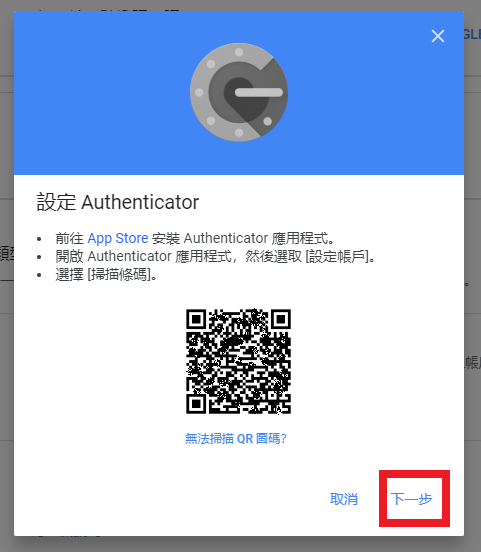 設定 Authenticator
前往 App Store 安裝 Authenticator 應用程式。
開啟 Authenticator 應用程式，然後選取 [設定帳戶]。
選擇 [掃描條碼]。
無法掃描 QR 圖碼?
取消
下一步